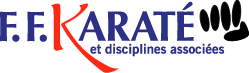 F.F.KARATÉ
et disciplines associées